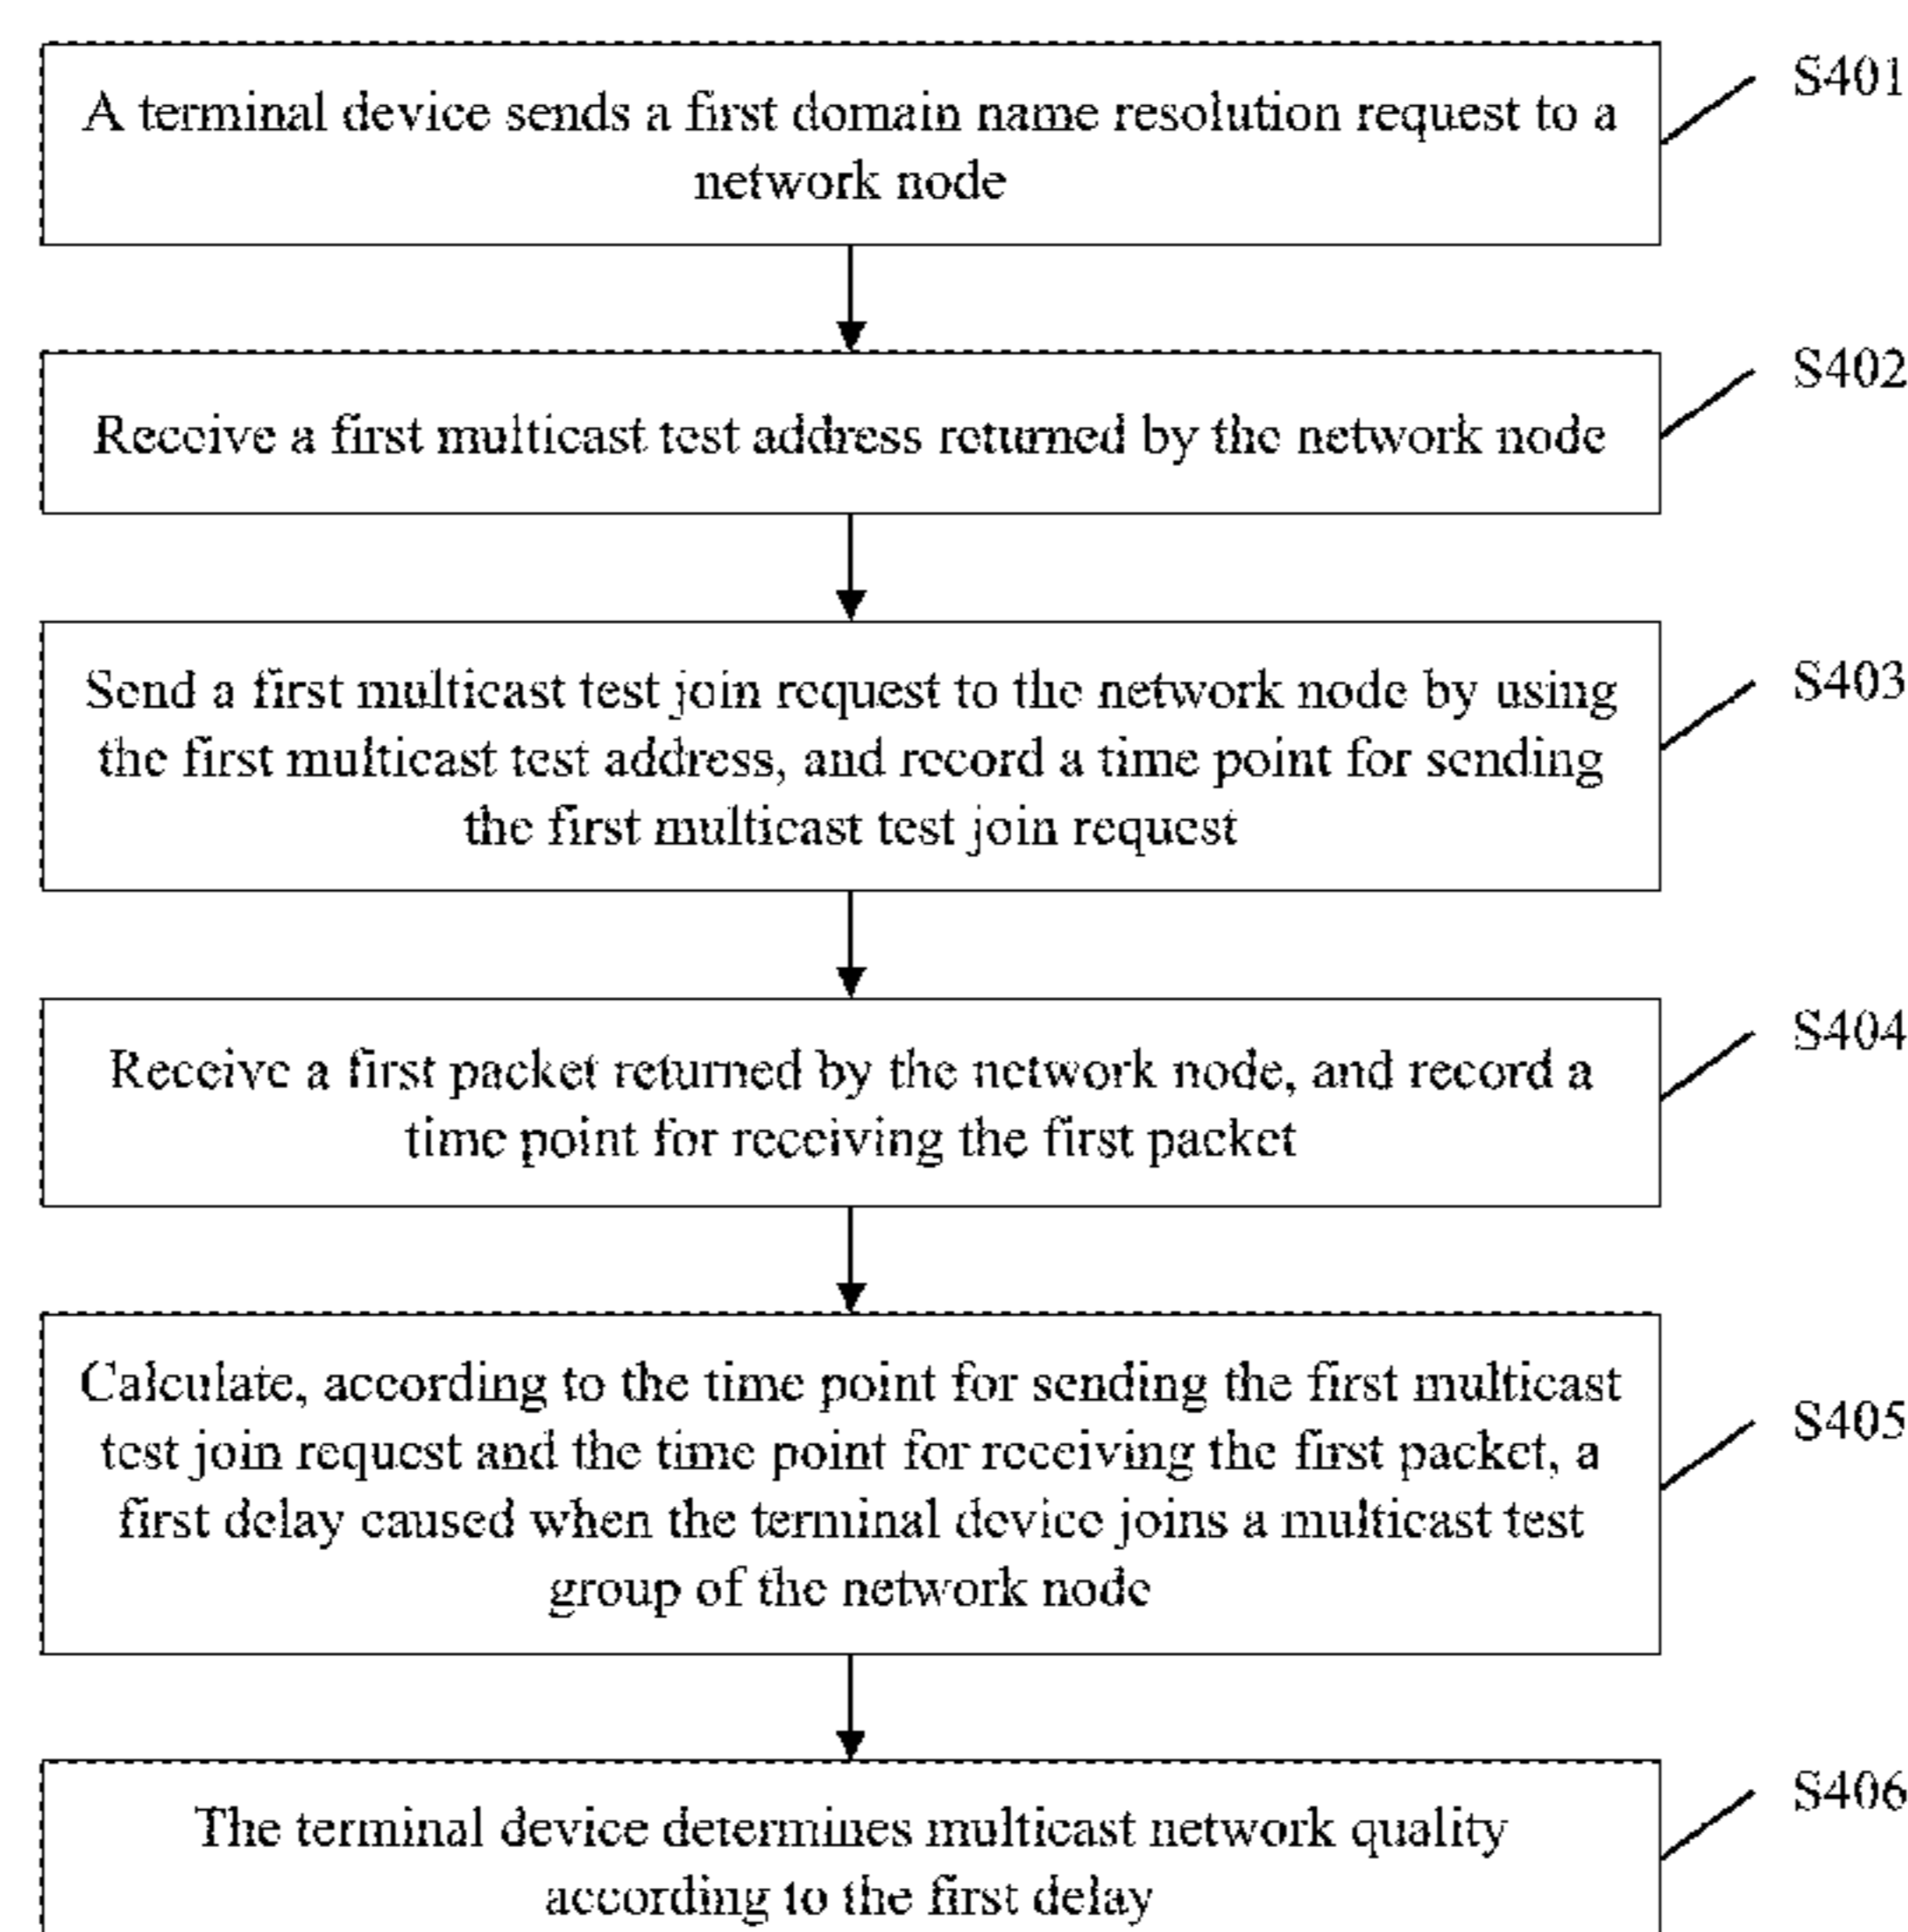 A terminal device sends a first domain name resolution request to a
network node
S401
Receive a first multicast test address returned by the network node
S402
Send a first multicast test join request to the network node by using
the first multicast test address, and record a time point for sending
the first multicast test join request
S403
Receive a first packet returned by the network node, and record a
time point for receiving the first packet
S404
Calculate, according to the time point for sending the first multicast
test join request and the time point for receiving the first packet, a
first delay caused when the terminal device joins a multicast test
group of the network node
S405
The terminal device determines multicast network quality
according to the first delay
S406